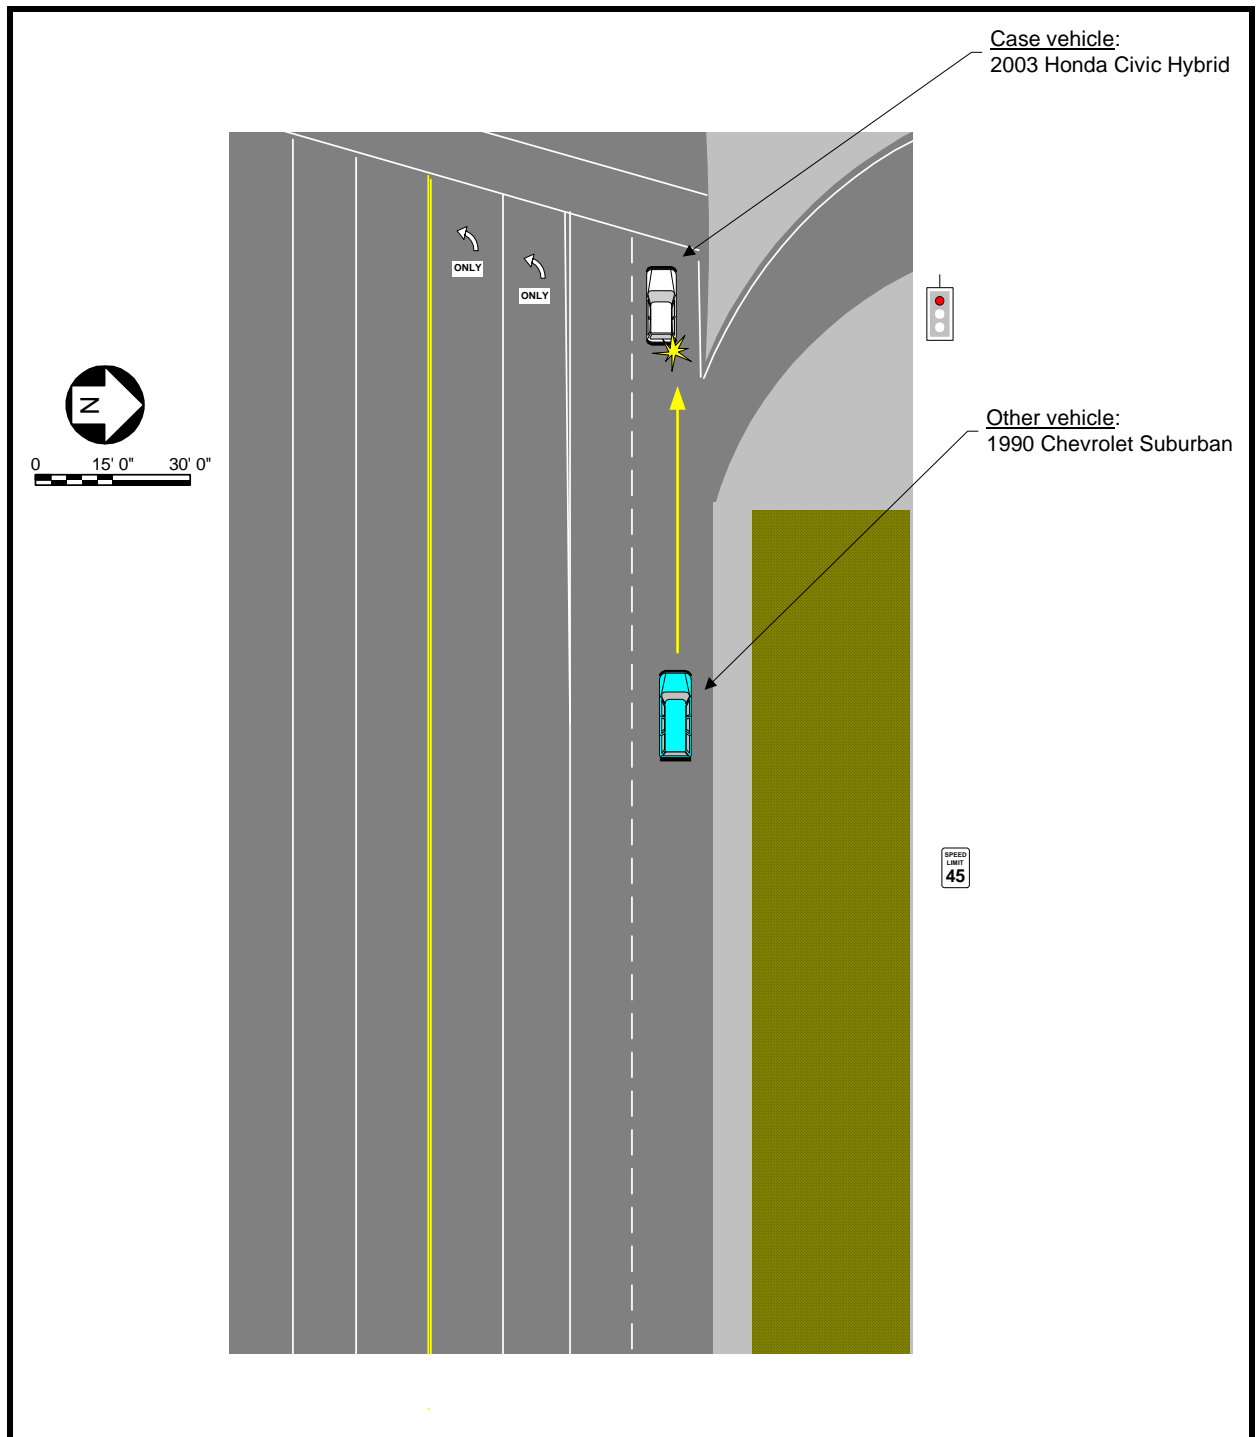 Case vehicle:
2003 Honda Civic Hybrid
ONLY
ONLY
N
0 15' 0" 30' 0"
Other vehicle:
1990 Chevrolet Suburban
SPEED
LIMIT
45